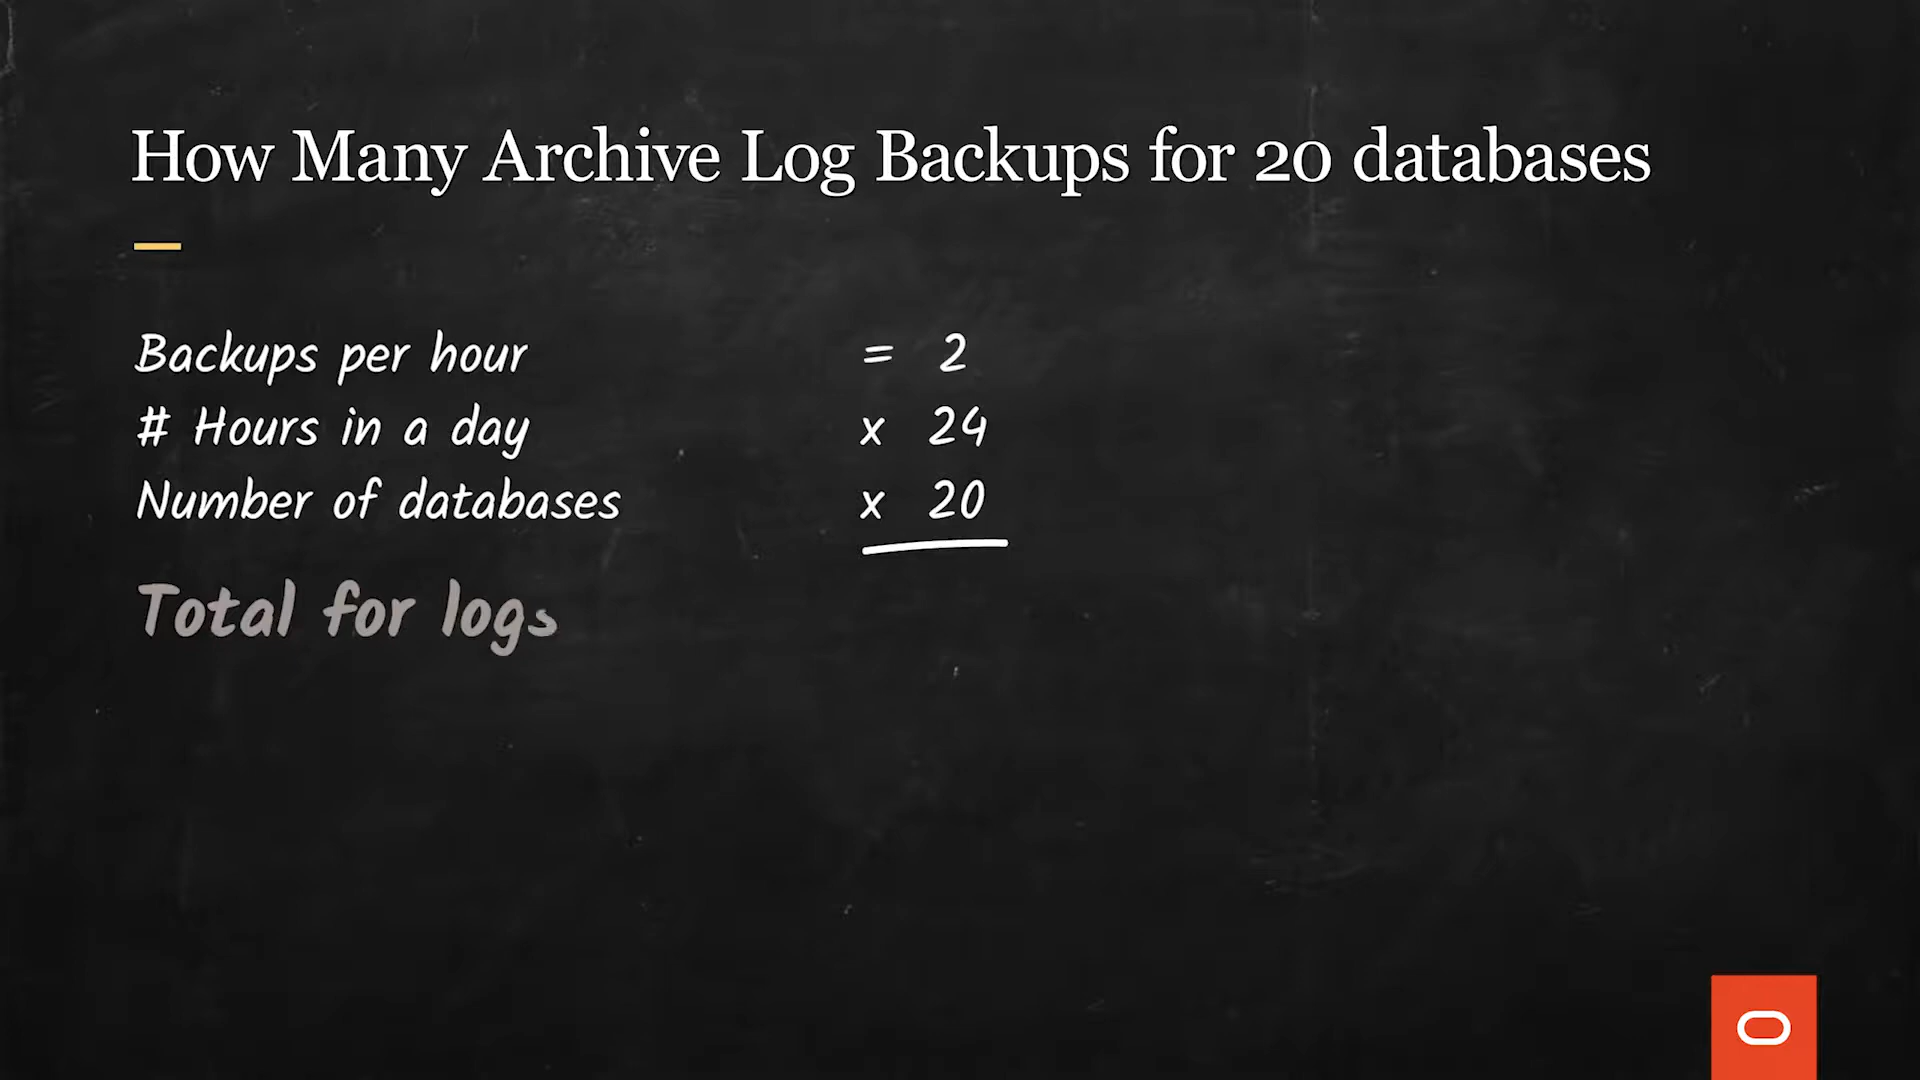 How Many Archive Log Backups for 20 databases
Backups per hour = 2
# Hours in a day x 24
Number of databases x 20
Total for logs